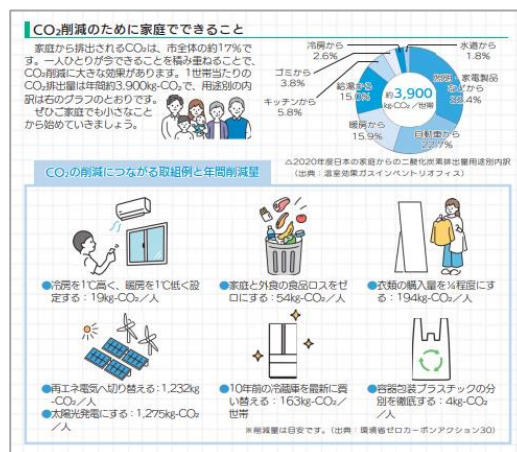 CO₂削減のために家庭でできること
家庭から排出されるCO₂は、市全体の約17％で
す。一人ひとりが今できることを積み重ねることで、
CO₂削減に大きな効果があります。1世帯当たりの
CO₂排出量は年間約3,900kg-CO₂で、用途別の内
訳は右のグラフのとおりです。
ぜひご家庭でも小さなこと
から始めていきましょう。
冷房から
2.6％
水道から
1.8％
ゴミから
3.8％
給湯から
キッチンから
5.8％
暖房から
15.9％
約3,900
kg-CO₂／世帯
・家電製品
などから
自動車から
22.7％
△2020年度日本の家庭からの二酸化炭素排出量用途別内訳
（出典：温室効果ガスインベントリオフィス）
CO₂の削減につながる取組例と年間削減量
●冷房を1℃高く、暖房を1℃低く設
定する：19kg-CO₂／人
●家庭と外食の食品ロスをゼ
ロにする：54kg-CO₂／人
●衣類の購入量を¼程度にす
る：194kg-CO₂／人
●再エネ電気へ切り替える：1,232kg
-CO₂／人
●太陽光発電にする：1,275kg-CO₂
／人
●10年前の冷蔵庫を最新に買
い替える：163kg-CO₂／
世帯
●容器包装プラスチックの分
別を徹底する：4kg-CO₂
／人
※削減量は目安です。（出典：環境省ゼロカーボンアクション30）